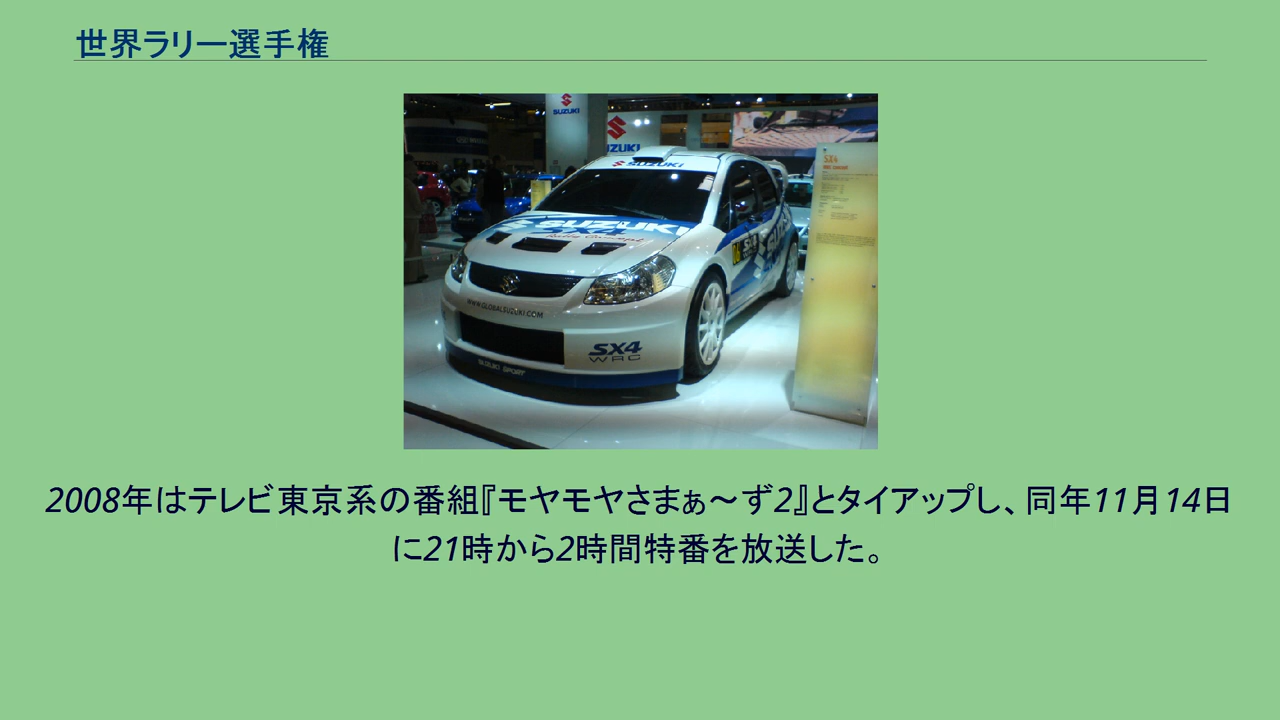 世界ラリー選手権
SUZUKI
SUZUKI
SUZUKI
SUZUKI
SX4
WWW.GLOBALSUZUKI.COM
SX4
WRC
SUZUKI SPORT
SX4
2008年はテレビ東京系の番組『モヤモヤさまぁ～ず2』とタイアップし、同年11月14日
に21時から2時間特番を放送した。